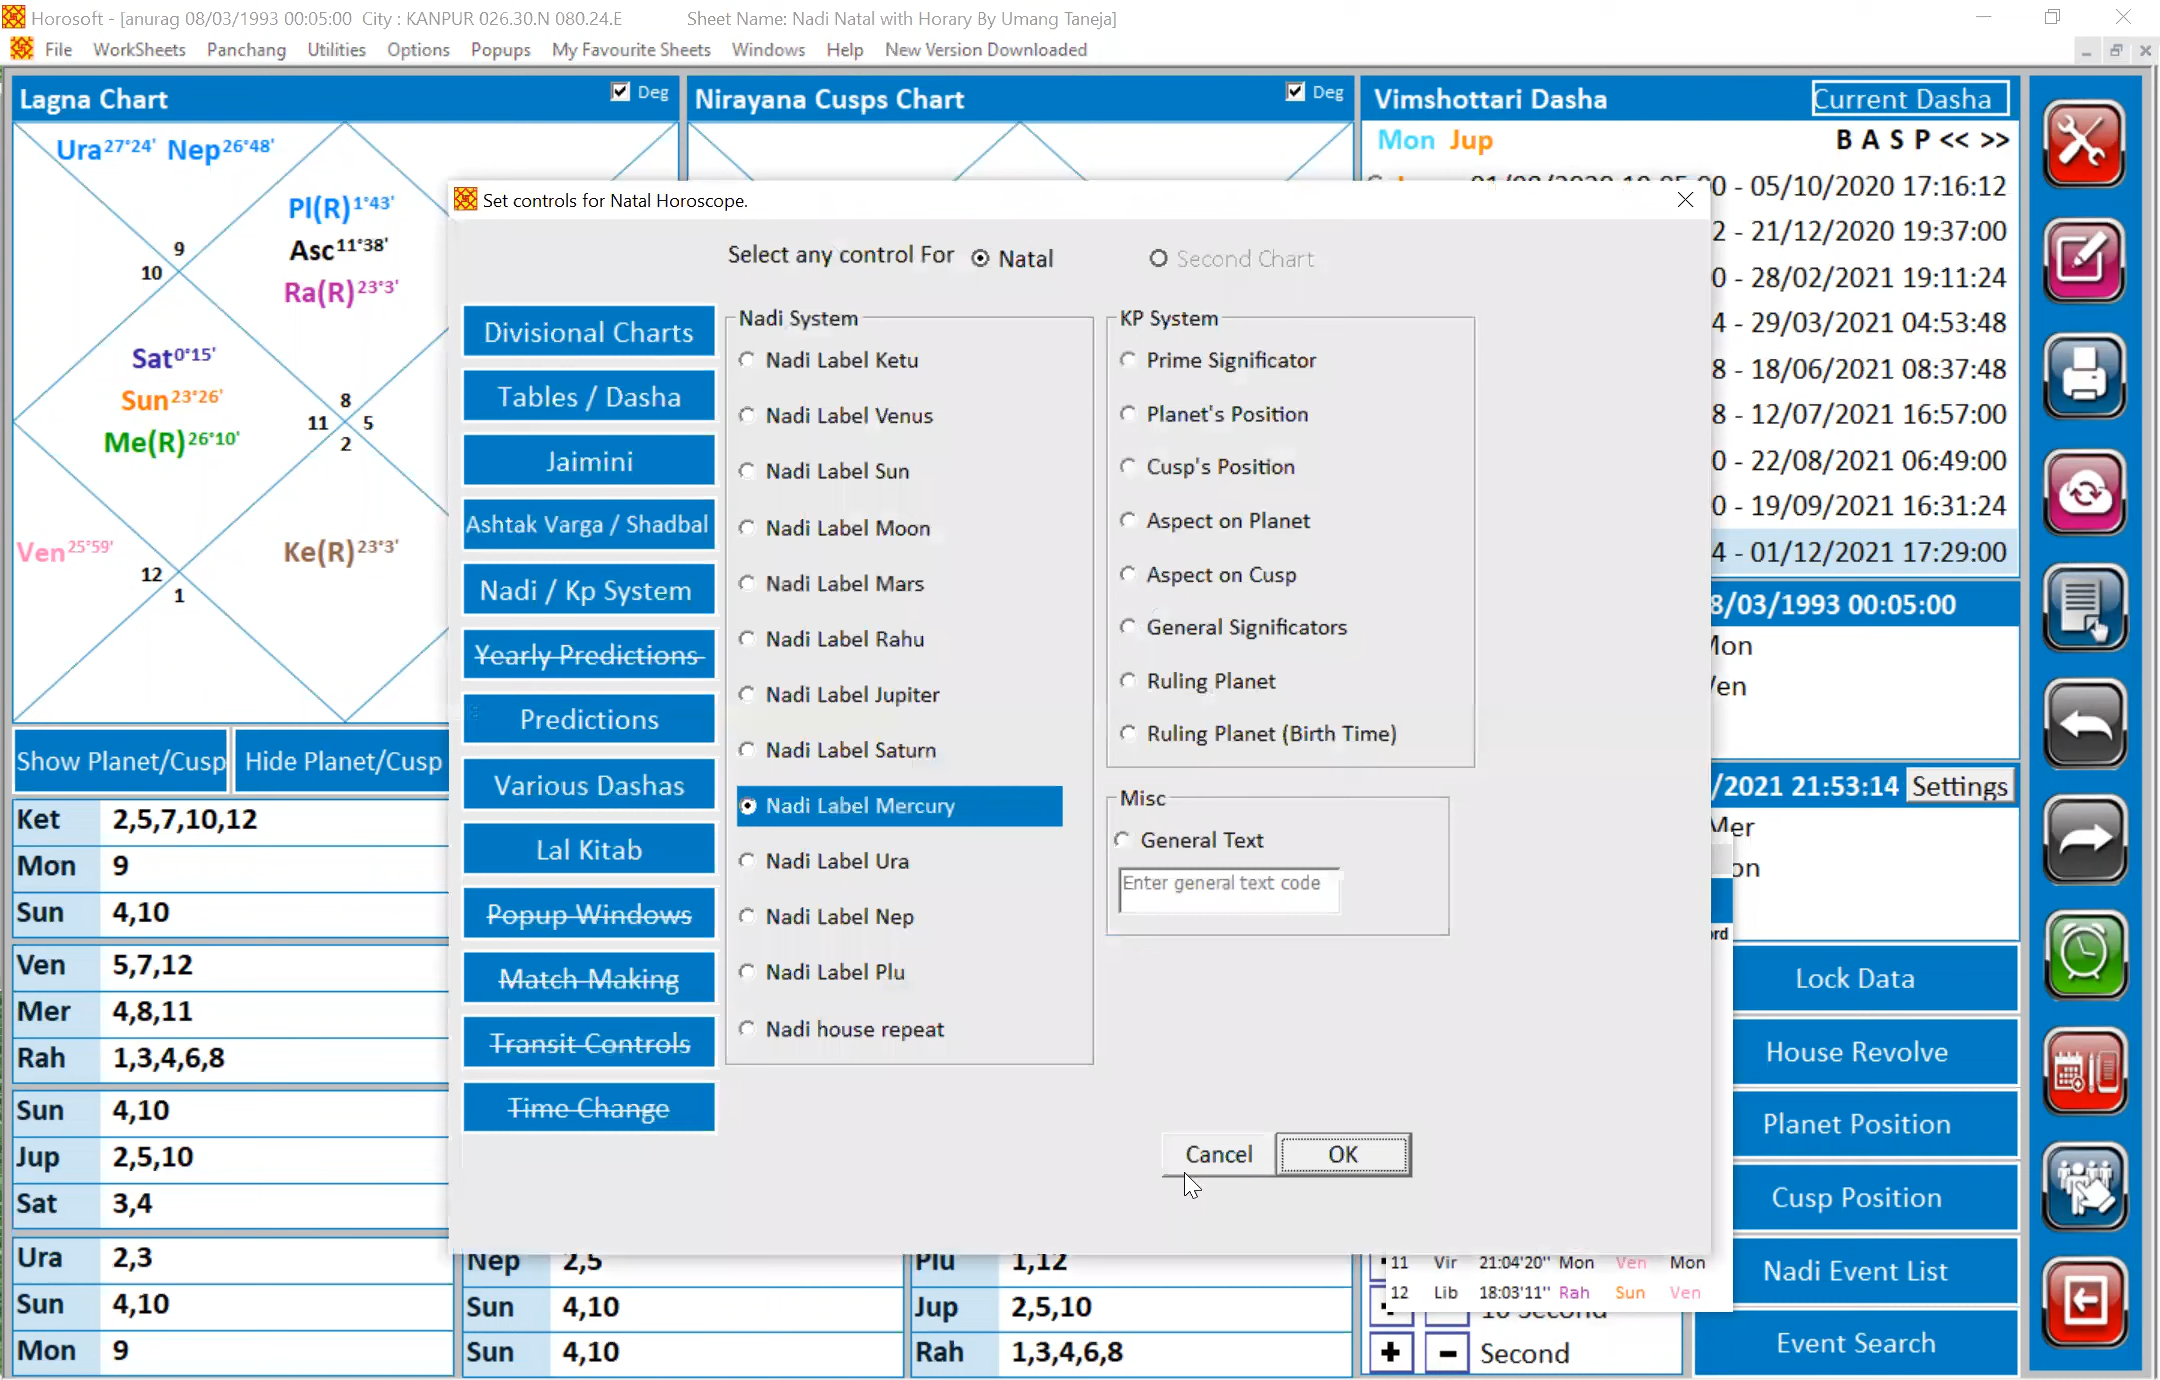 Horosoft - [anurag 08/03/1993 00:05:00 City : KANPUR 026.30.N 080.24.E Sheet Name: Nadi Natal with Horary By Umang Taneja]
File WorkSheets Panchang Utilities Options Popups My Favourite Sheets Windows Help New Version Downloaded
Lagna Chart Deg
Ura27°24' Nep26°48'
Pl(R)1°43'
Asc11°38'
Ra(R)23°3'
9
10
Sat0°15'
Sun23°26'
Me(R)26°10'
8
11 5
2
Ven25°59'
Ke(R)23°3'
12
1
Show Planet/Cusp Hide Planet/Cusp
Ket 2,5,7,10,12
Mon 9
Sun 4,10
Ven 5,7,12
Mer 4,8,11
Rah 1,3,4,6,8
Sun 4,10
Jup 2,5,10
Sat 3,4
Ura 2,3
Sun 4,10
Mon 9
Nirayana Cusps Chart Deg
Set controls for Natal Horoscope.
Select any control For Natal Second Chart
Divisional Charts
Tables / Dasha
Jaimini
Ashtak Varga / Shadbal
Nadi / Kp System
Yearly Predictions
Predictions
Various Dashas
Lal Kitab
Popup Windows
Match Making
Transit Controls
Time Change
Nadi System
Nadi Label Ketu
Nadi Label Venus
Nadi Label Sun
Nadi Label Moon
Nadi Label Mars
Nadi Label Rahu
Nadi Label Jupiter
Nadi Label Saturn
Nadi Label Mercury
Nadi Label Ura
Nadi Label Nep
Nadi Label Plu
Nadi house repeat
KP System
Prime Significator
Planet's Position
Cusp's Position
Aspect on Planet
Aspect on Cusp
General Significators
Ruling Planet
Ruling Planet (Birth Time)
Misc
General Text
Enter general text code
Cancel OK
Nep 2,5
Sun 4,10
Sun 4,10
Plu 1,12
Jup 2,5,10
Rah 1,3,4,6,8
Vimshottari Dasha Current Dasha
Mon Jup B A S P << >>
0 - 05/10/2020 17:16:12
2 - 21/12/2020 19:37:00
0 - 28/02/2021 19:11:24
4 - 29/03/2021 04:53:48
8 - 18/06/2021 08:37:48
8 - 12/07/2021 16:57:00
0 - 22/08/2021 06:49:00
0 - 19/09/2021 16:31:24
4 - 01/12/2021 17:29:00
8/03/1993 00:05:00
Mon
Ven
/2021 21:53:14 Settings
Mer
on
rd
11 Vir 21:04'20" Mon Ven Mon
12 Lib 18:03'11" Rah Sun Ven
+ - Second
Lock Data
House Revolve
Planet Position
Cusp Position
Nadi Event List
Event Search